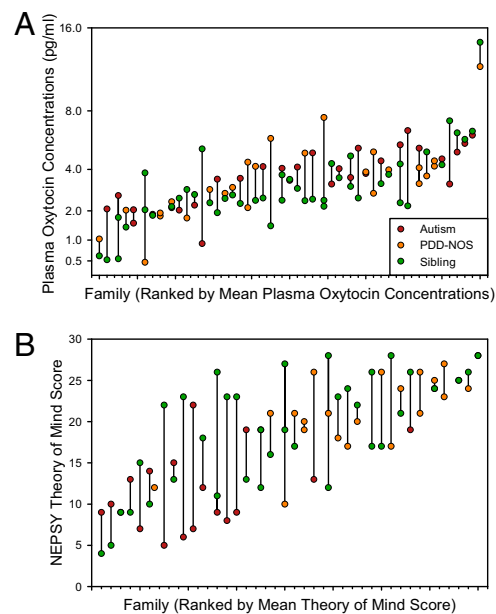 A
Plasma Oxytocin Concentrations (pg/ml)
16.0
8.0
4.0
2.0
1.0
0.5
Autism
PDD-NOS
Sibling
Family (Ranked by Mean Plasma Oxytocin Concentrations)
B
NEPSY Theory of Mind Score
30
25
20
15
10
5
0
Family (Ranked by Mean Theory of Mind Score)